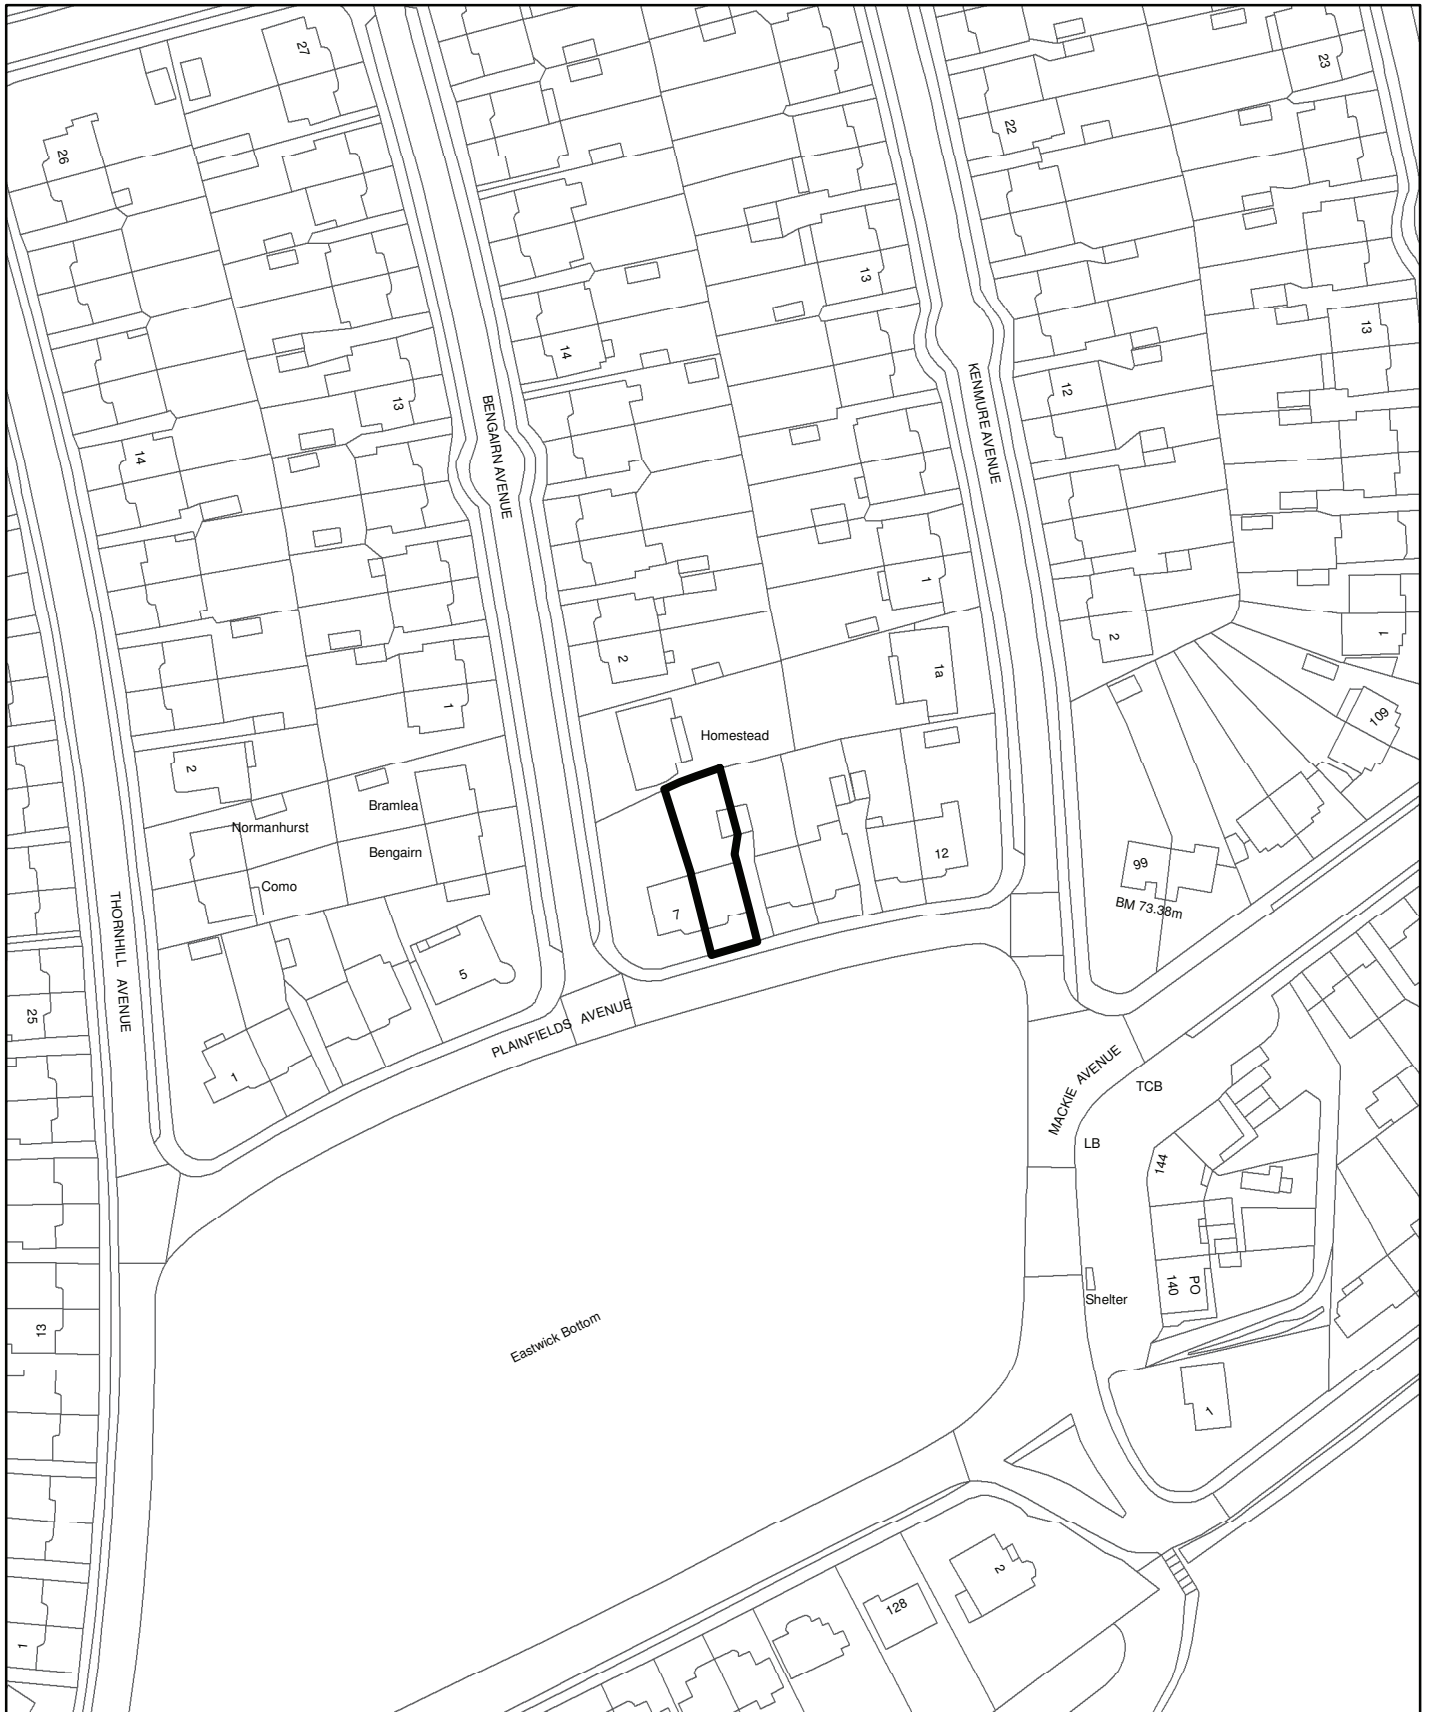 27
26
23
22
13
13
14
12
13
14
BENGAIRN AVENUE
KENMURE AVENUE
1
2
2
1
1a
1
1
109
2
Homestead
Bramlea
Normanhurst
Bengairn
Como
12
99
BM 73.38m
7
THORNHILL AVENUE
5
25
PLAINFIELDS AVENUE
1
MACKIE AVENUE
TCB
LB
144
140
PO
Shelter
13
Eastwick Bottom
1
2
128
1